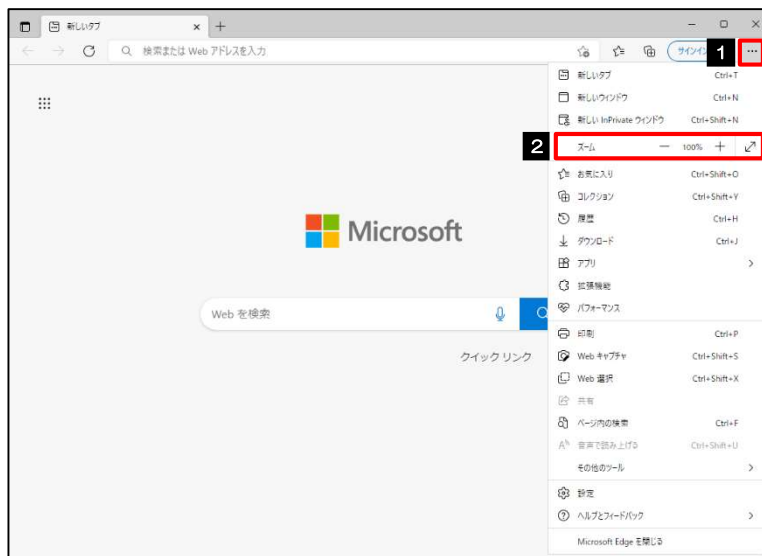 新しいタブ
検索または Web アドレスを入力
サインイン
1
新しいタブ Ctrl+T
新しいウィンドウ Ctrl+N
新しい InPrivate ウィンドウ Ctrl+Shift+N
2
ズーム 100%
お気に入り Ctrl+Shift+O
コレクション Ctrl+Shift+Y
履歴 Ctrl+H
ダウンロード Ctrl+J
アプリ
拡張機能
パフォーマンス
印刷 Ctrl+P
Web キャプチャ Ctrl+Shift+S
Web 選択 Ctrl+Shift+X
共有
ページ内の検索 Ctrl+F
音声で読み上げる Ctrl+Shift+U
その他のツール
設定
ヘルプとフィードバック
Microsoft Edge を閉じる
Microsoft
Web を検索
クイック リンク